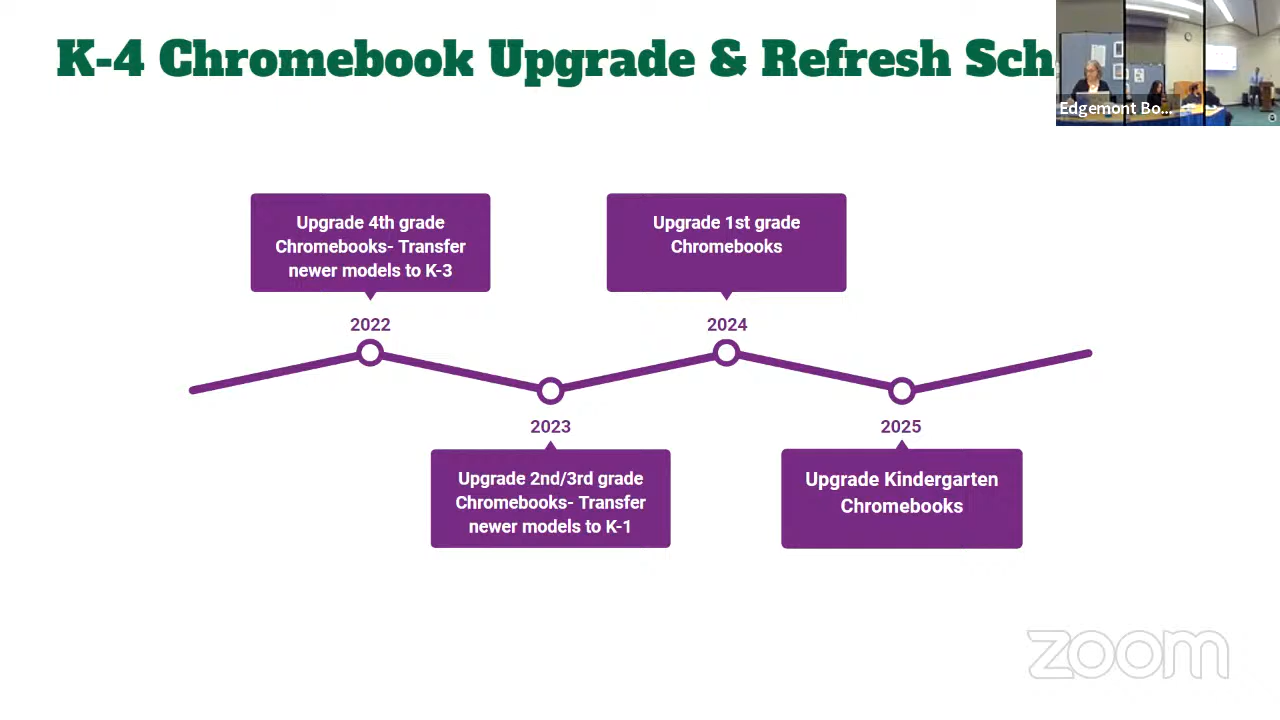 K-4 Chromebook Upgrade & Refresh Sch
Edgemont Bo...
Upgrade 4th grade
Chromebooks- Transfer
newer models to K-3
Upgrade 1st grade
Chromebooks
2022
2024
2023
2025
Upgrade 2nd/3rd grade
Chromebooks- Transfer
newer models to K-1
Upgrade Kindergarten
Chromebooks
zoom